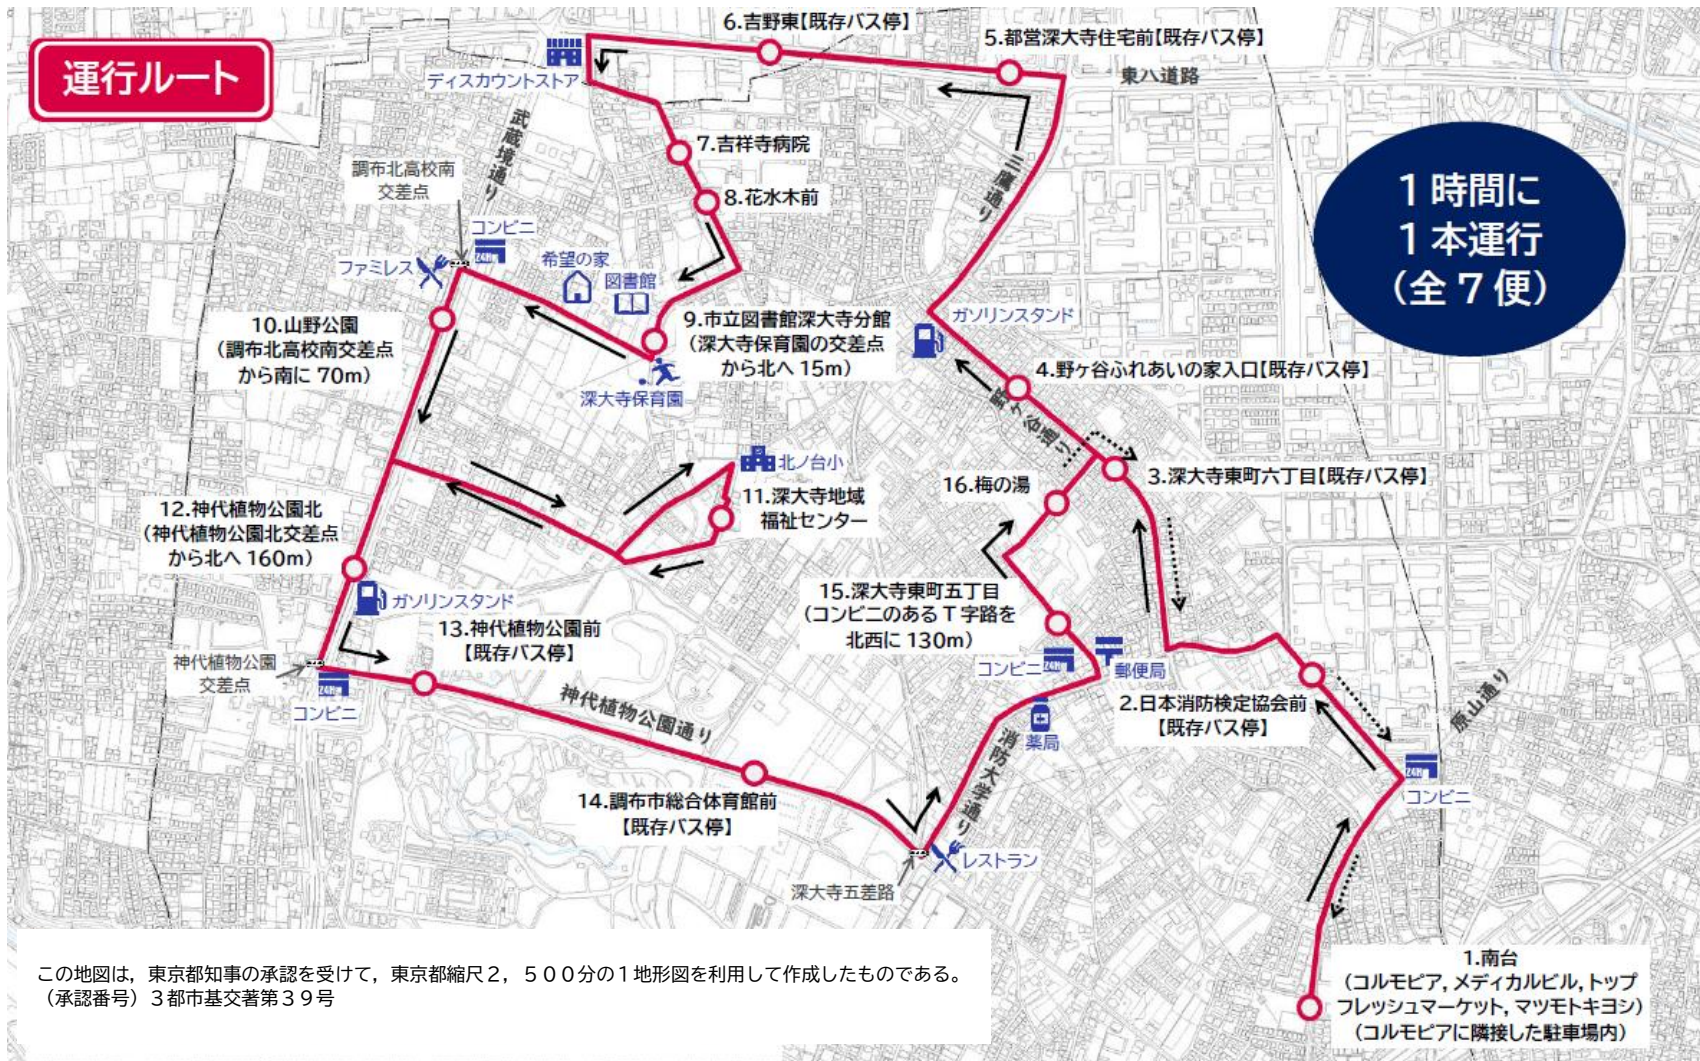 運行ルート
6.吉野東【既存バス停】
5.都営深大寺住宅前【既存バス停】
東八道路
ディスカウントストア
武蔵境通り
三鷹通り
7.吉祥寺病院
8.花水木前
調布北高校南
交差点
コンビニ
ファミレス
希望の家
図書館
1時間に
1本運行
(全7便)
ガソリンスタンド
10.山野公園
(調布北高校南交差点
から南に 70m)
9.市立図書館深大寺分館
(深大寺保育園の交差点
から北へ 15m)
深大寺保育園
4.野ヶ谷ふれあいの家入口【既存バス停】
野ヶ谷通り
北ノ台小
11.深大寺地域
福祉センター
16.梅の湯
3.深大寺東町六丁目【既存バス停】
12.神代植物公園北
(神代植物公園北交差点
から北へ 160m)
ガソリンスタンド
13.神代植物公園前
【既存バス停】
15.深大寺東町五丁目
(コンビニのあるT字路を
北西に 130m)
神代植物公園
交差点
24H
コンビニ
コンビニ
24H
郵便局
神代植物公園通り
薬局
消防大学通り
2.日本消防検定協会前
【既存バス停】
原山通り
24H
コンビニ
14.調布市総合体育館前
【既存バス停】
レストラン
深大寺五差路
1.南台
(コルモピア,メディカルビル,トップ
フレッシュマーケット,マツモトキヨシ)
(コルモピアに隣接した駐車場内)
この地図は，東京都知事の承認を受けて，東京都縮尺２，５００分の１地形図を利用して作成したものである。
（承認番号）３都市基交著第３９号